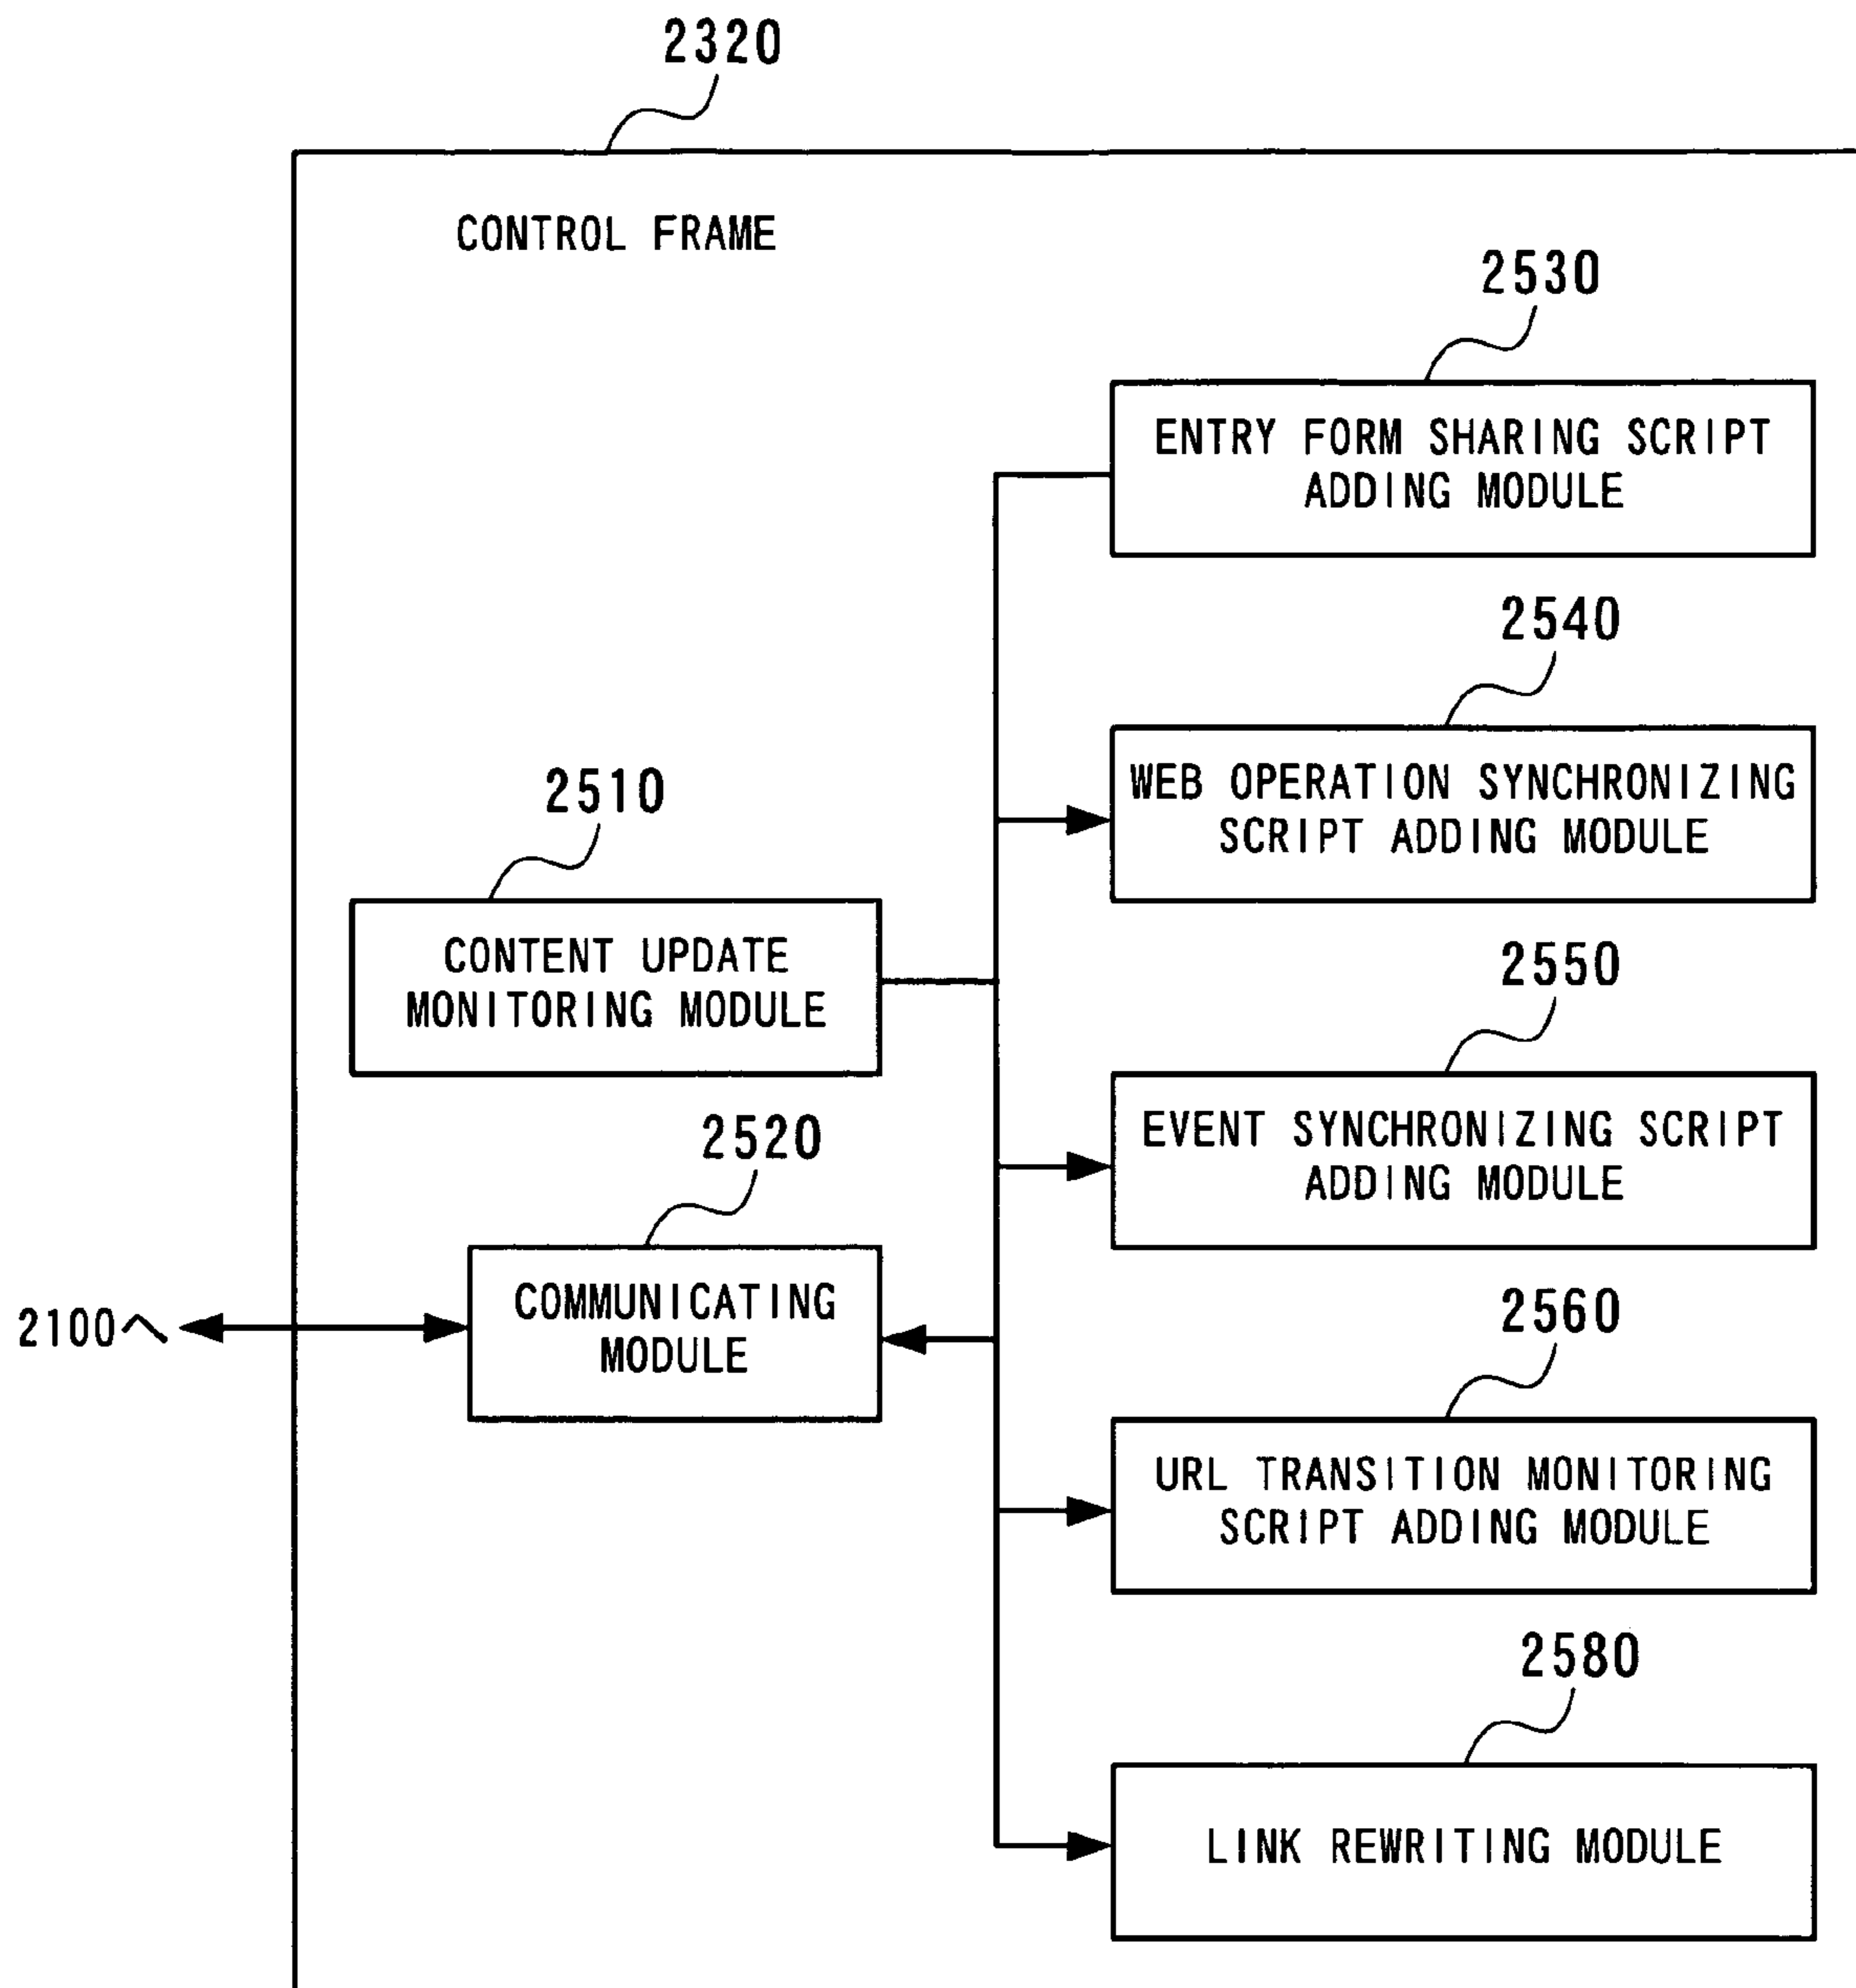 2320
CONTROL FRAME
2530
ENTRY FORM SHARING SCRIPT
ADDING MODULE
2540
WEB OPERATION SYNCHRONIZING
SCRIPT ADDING MODULE
2510
CONTENT UPDATE
MONITORING MODULE
2550
EVENT SYNCHRONIZING SCRIPT
ADDING MODULE
2520
COMMUNICATING
MODULE
2100へ
2560
URL TRANSITION MONITORING
SCRIPT ADDING MODULE
2580
LINK REWRITING MODULE